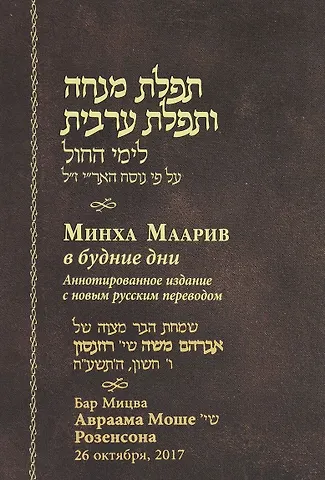 תפלת מנחה
ותפלת ערבית
לימי החול
על פי נוסח האר״י ז״ל
Минха Маарив
в будние дни
Аннотированное издание
с новым русским переводом
שמחת הבר מצוה של
אברהם משה שי׳ רוזנסון
ו׳ חשון, ה׳תשע״ח
Бар Мицва
Авраама Моше שי׳
Розенсона
26 октября, 2017